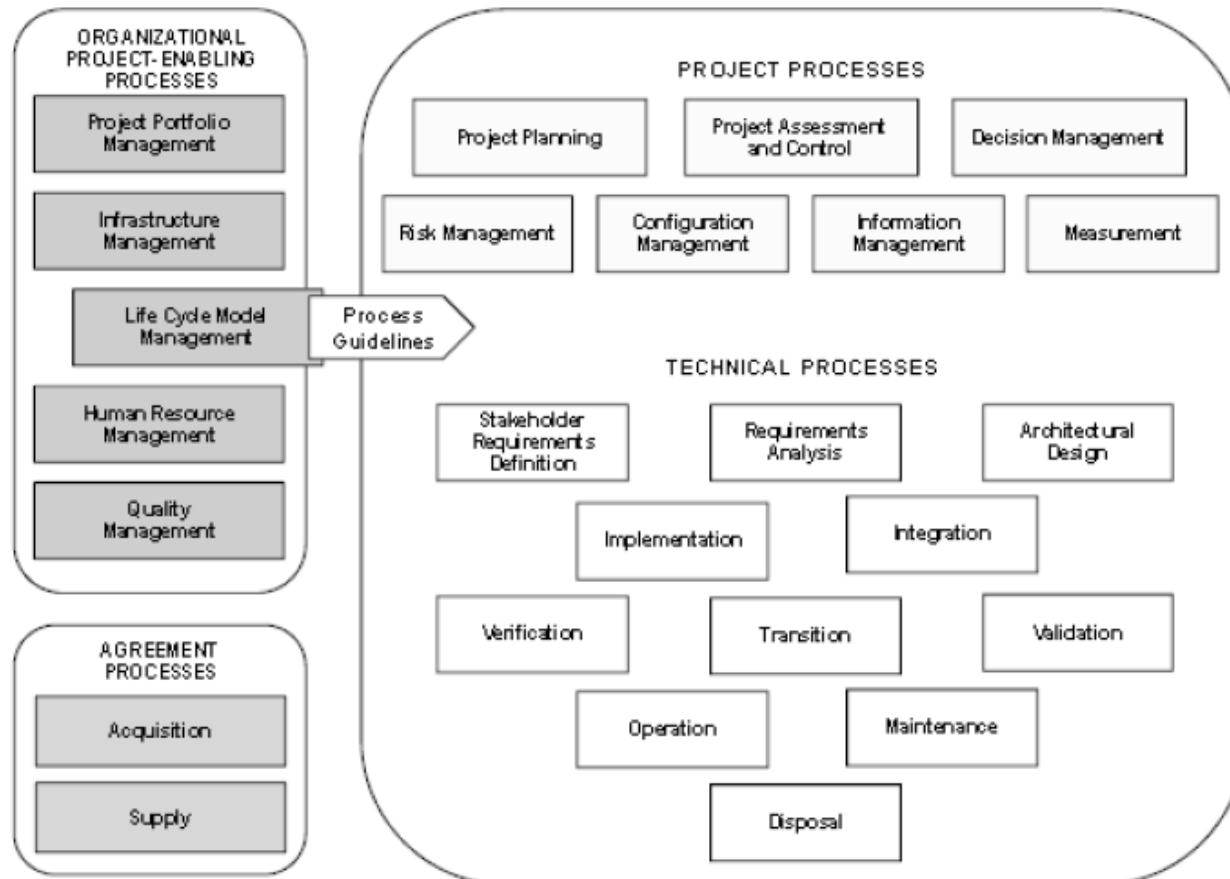 ORGANIZATIONAL
PROJECT-ENABLING
PROCESSES
Project Portfolio
Management
Infrastructure
Management
Life Cycle Model
Management
Human Resource
Management
Quality
Management
AGREEMENT
PROCESSES
Acquisition
Supply
Process
Guidelines
PROJECT PROCESSES
Project Planning
Project Assessment
and Control
Decision Management
Risk Management
Configuration
Management
Information
Management
Measurement
TECHNICAL PROCESSES
Stakeholder
Requirements
Definition
Requirements
Analysis
Architectural
Design
Implementation
Integration
Verification
Transition
Validation
Operation
Maintenance
Disposal